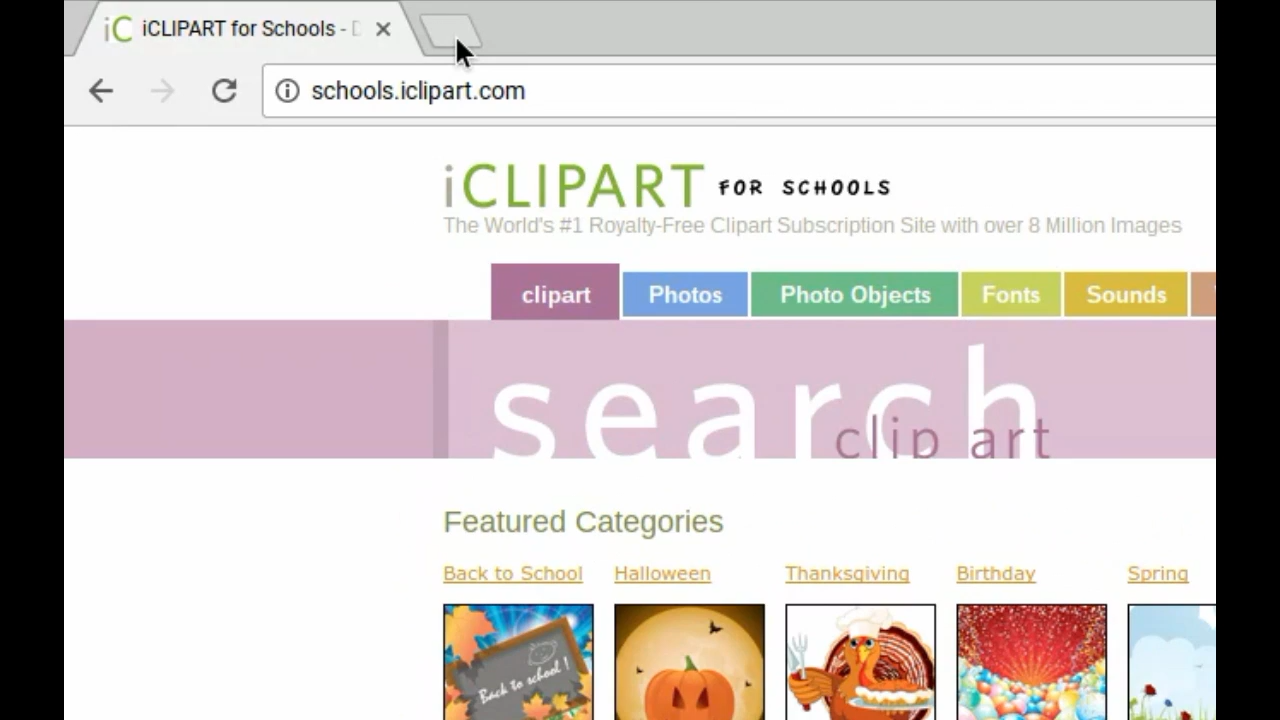 iC iCLIPART for Schools -
schools.iclipart.com
iCLIPART FOR SCHOOLS
The World's #1 Royalty-Free Clipart Subscription Site with over 8 Million Images
clipart Photos Photo Objects Fonts Sounds
search
clip art
Featured Categories
Back to School Halloween Thanksgiving Birthday Spring
Back to school !